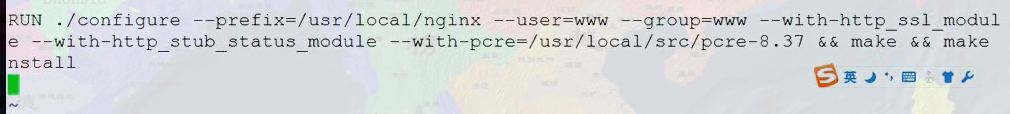 RUN ./configure --prefix=/usr/local/nginx --user=www --group=www --with-http_ssl_modul
e --with-http_stub_status_module --with-pcre=/usr/local/src/pcre-8.37 && make && make
nstall
~
S 英